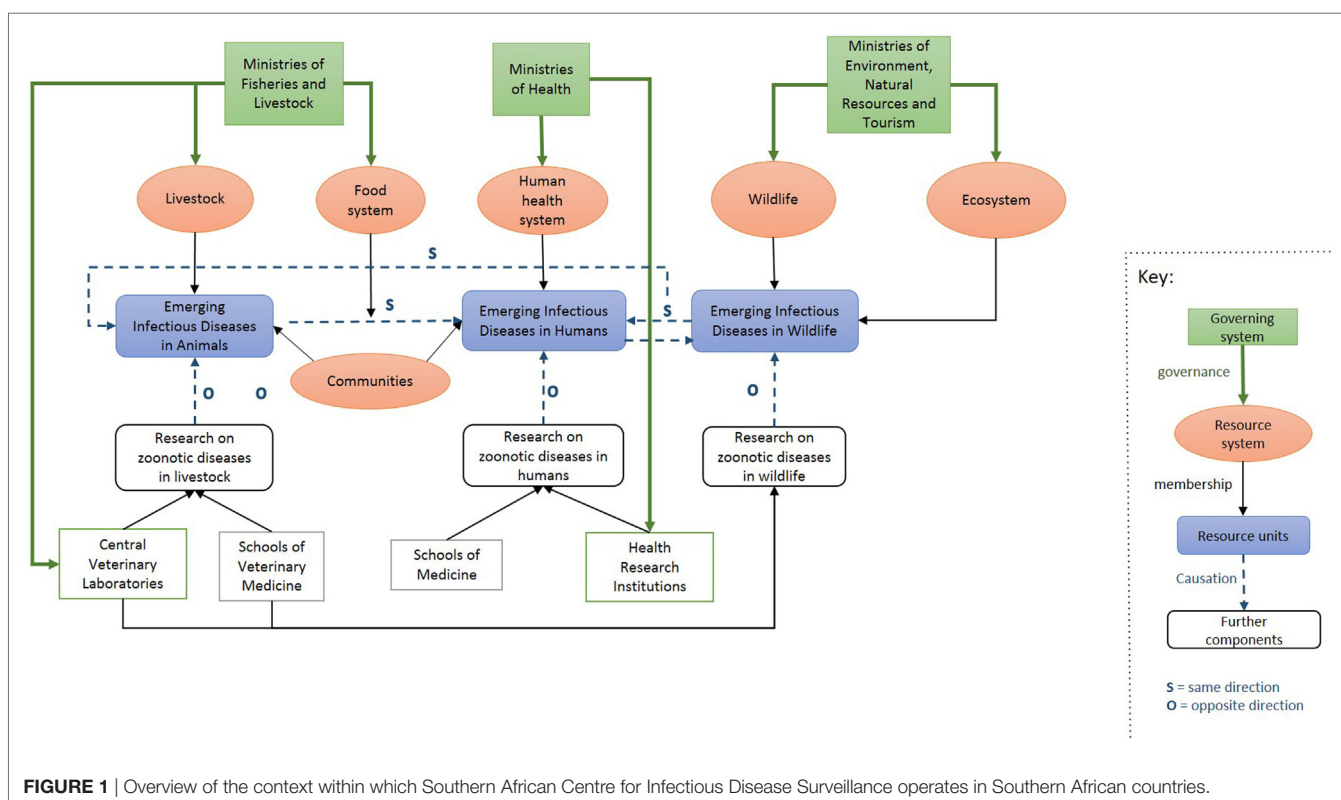 Ministries of
Fisheries and
Livestock
Ministries
of Health
Ministries of
Environment,
Natural
Resources and
Tourism
Livestock
Food
system
Human
health
system
Wildlife
Ecosystem
S
Emerging
Infectious Diseases
in Animals
S
Emerging Infectious
Diseases in Humans
S
Emerging Infectious
Diseases in Wildlife
Communities
O
O
O
O
Research on
zoonotic diseases
in livestock
Research on
zoonotic diseases in
humans
Research on
zoonotic diseases
in wildlife
Central
Veterinary
Laboratories
Schools of
Veterinary
Medicine
Schools of
Medicine
Health
Research
Institutions
Key:
Governing
system
governance
Resource
system
membership
Resource units
Causation
Further
components
S = same direction
O = opposite direction
FIGURE 1 | Overview of the context within which Southern African Centre for Infectious Disease Surveillance operates in Southern African countries.